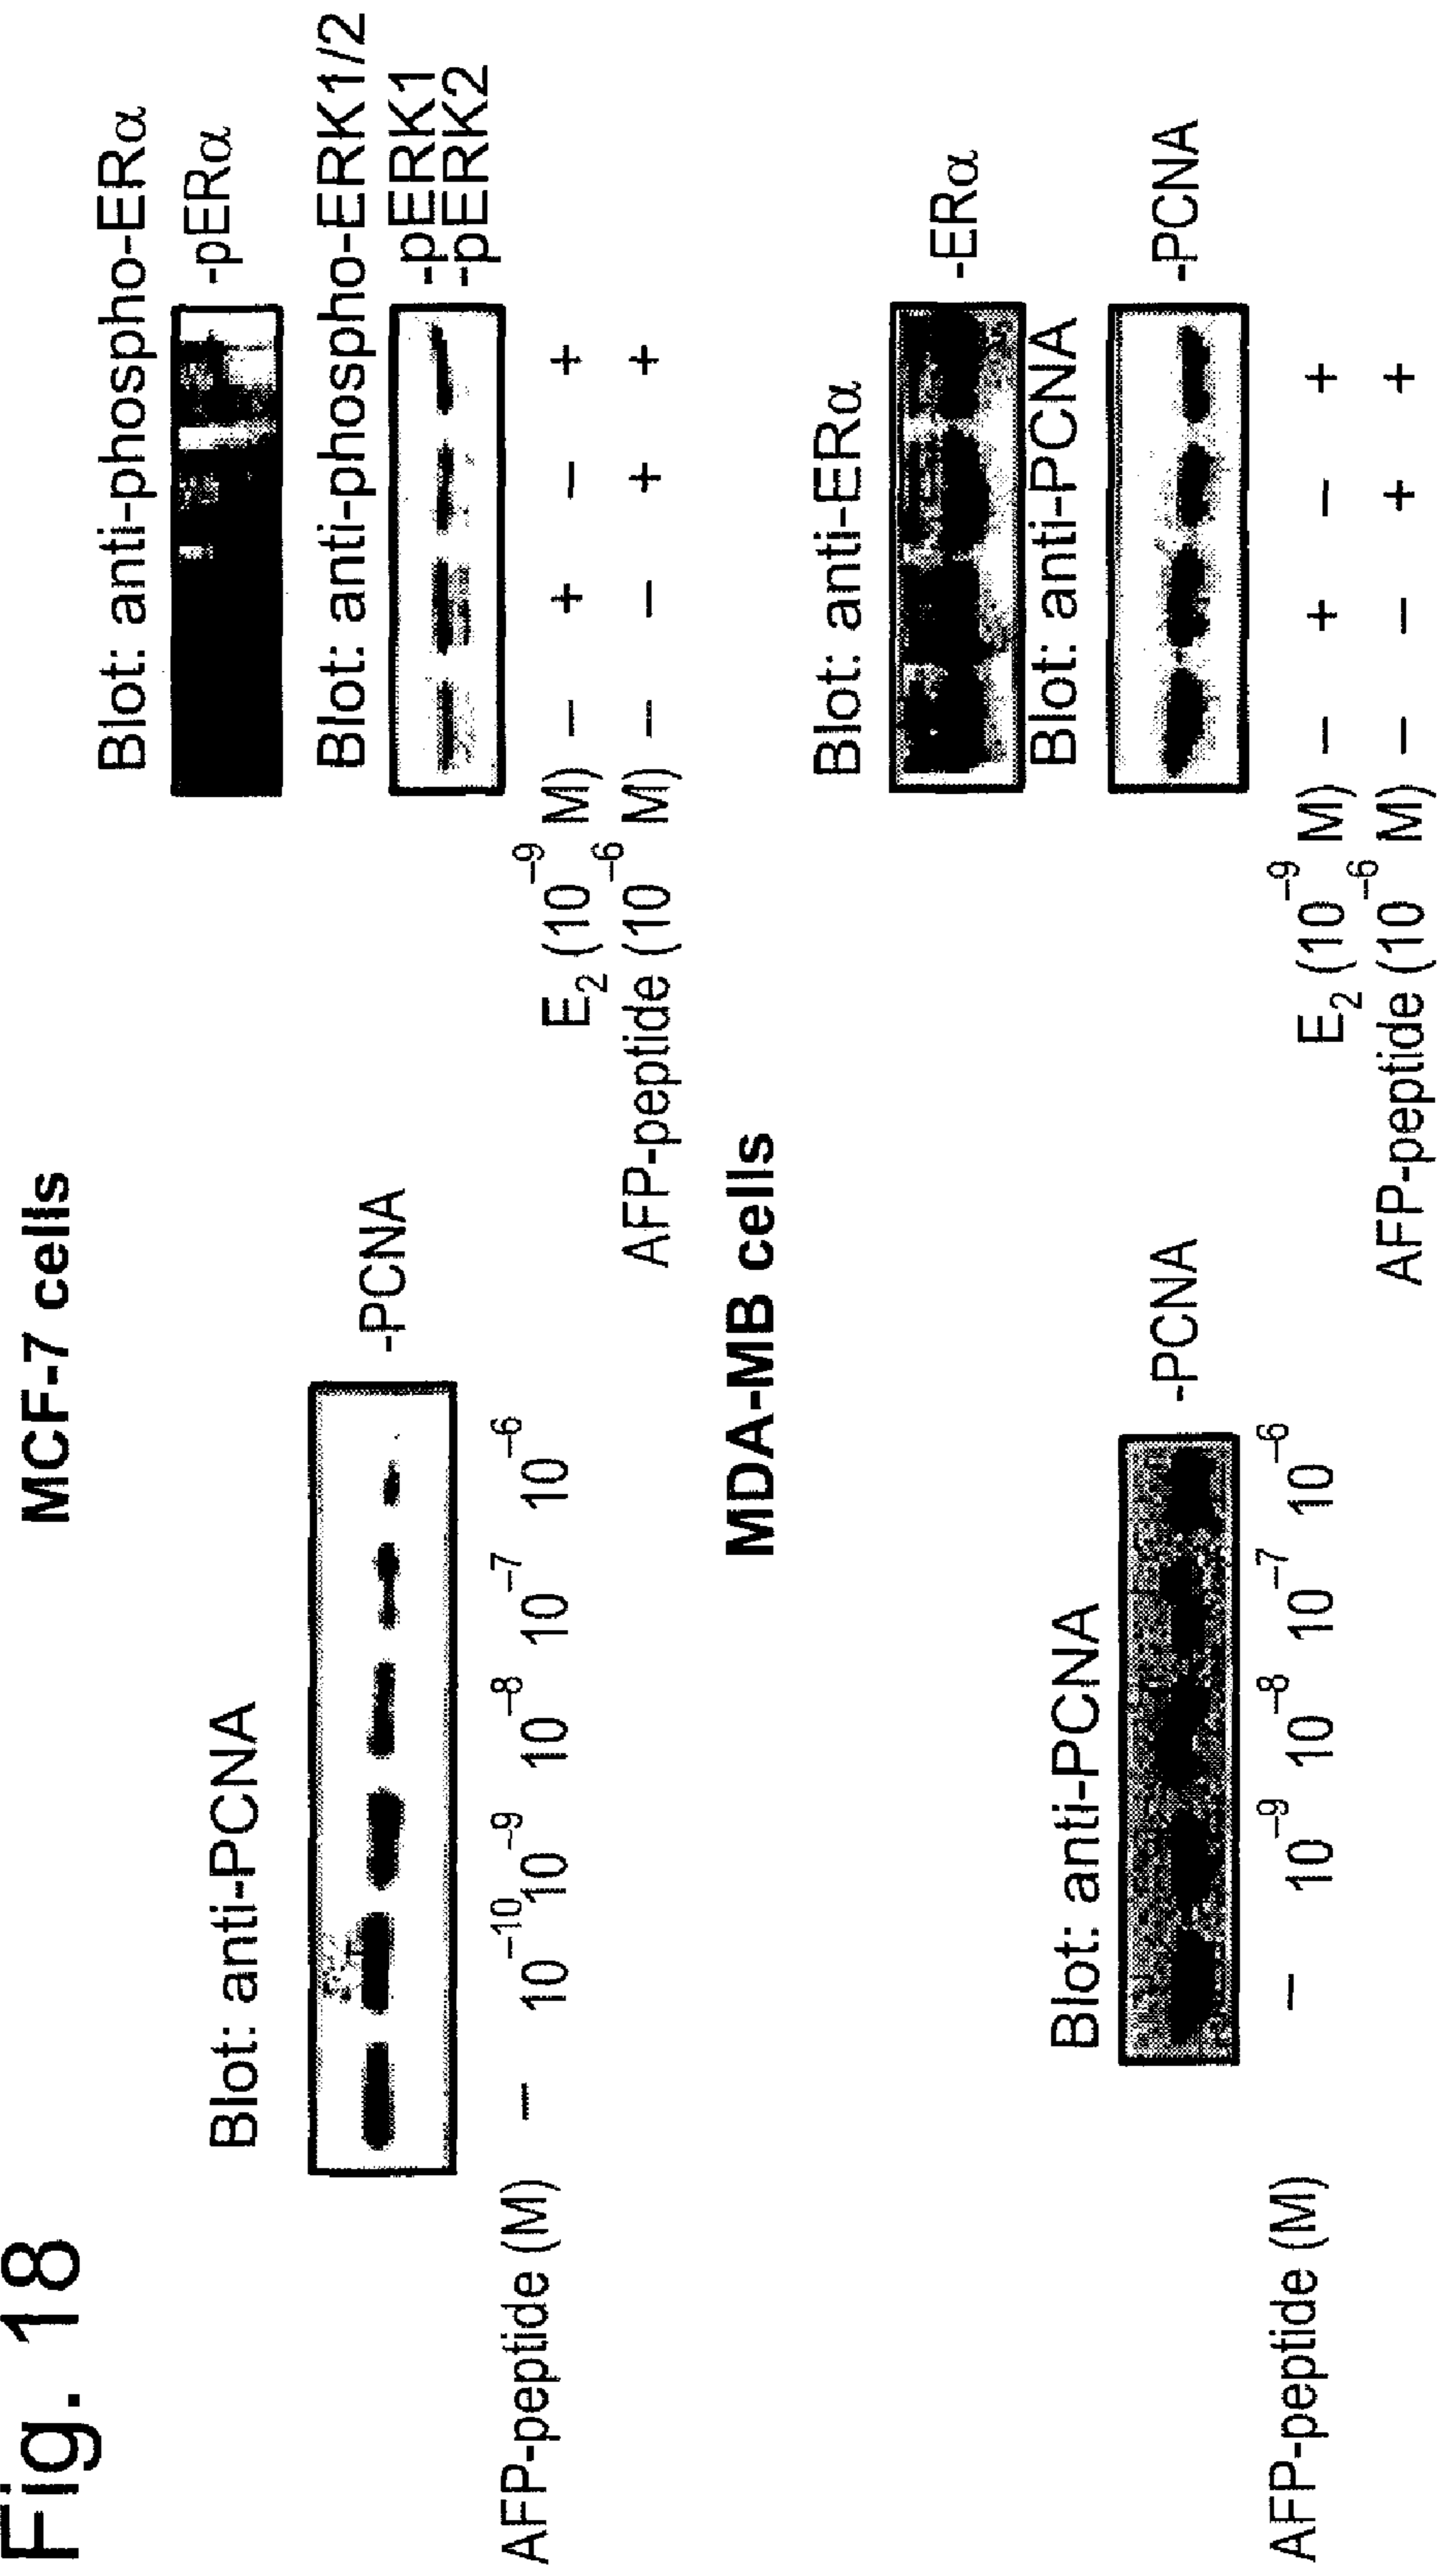 Fig. 18
MCF-7 cells
Blot: anti-PCNA
-PCNA
AFP-peptide (M) – 10⁻¹⁰ 10⁻⁹ 10⁻⁸ 10⁻⁷ 10⁻⁶
Blot: anti-phospho-ERα
-pERα
Blot: anti-phospho-ERK1/2
-pERK1
-pERK2
E₂ (10⁻⁹ M) – + – +
AFP-peptide (10⁻⁶ M) – – + +
MDA-MB cells
Blot: anti-PCNA
-PCNA
AFP-peptide (M) – 10⁻⁹ 10⁻⁸ 10⁻⁷ 10⁻⁶
Blot: anti-ERα
-ERα
Blot: anti-PCNA
-PCNA
E₂ (10⁻⁹ M) – + – +
AFP-peptide (10⁻⁶ M) – – + +